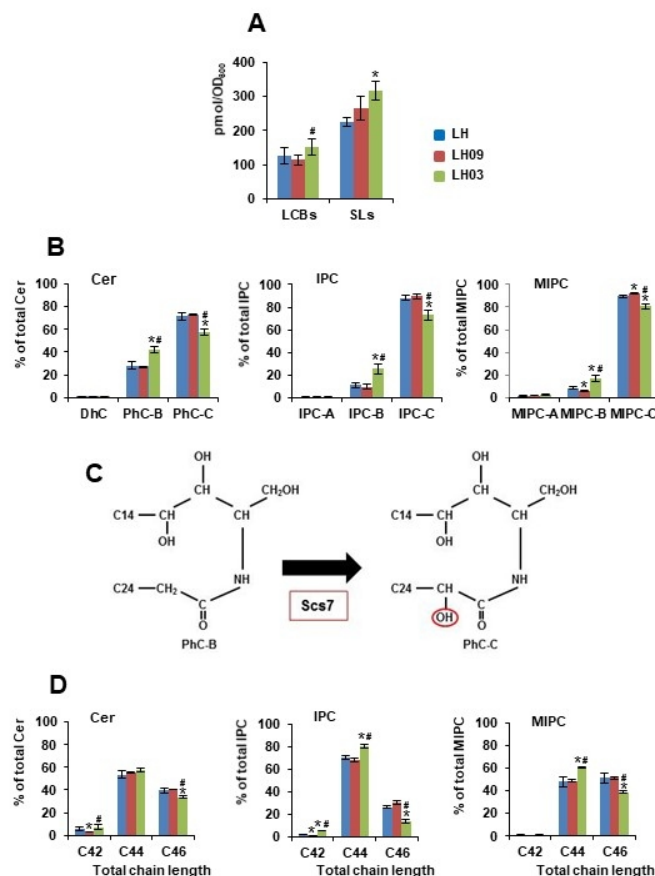 A
pmol/OD600
400
300
200
100
0
#
*
LCBs SLs
LH
LH09
LH03
B
Cer
% of total Cer
100
80
60
40
20
0
*#
#
*
DhC PhC-B PhC-C
IPC
% of total IPC
100
80
60
40
20
0
*#
#
*
IPC-A IPC-B IPC-C
MIPC
% of total MIPC
100
80
60
40
20
0
*
*#
*
#
*
MIPC-A MIPC-B MIPC-C
C
OH
CH
CH2OH
C14
CH
CH
OH
C24
CH2
NH
C
O
PhC-B
Scs7
OH
CH
CH2OH
C14
CH
CH
OH
C24
CH
NH
OH
C
O
PhC-C
D
Cer
% of total Cer
100
80
60
40
20
0
*
#
#
*
C42 C44 C46
Total chain length
IPC
% of total IPC
100
80
60
40
20
0
*
*#
*#
#
*
C42 C44 C46
Total chain length
MIPC
% of total MIPC
100
80
60
40
20
0
*#
#
*
C42 C44 C46
Total chain length